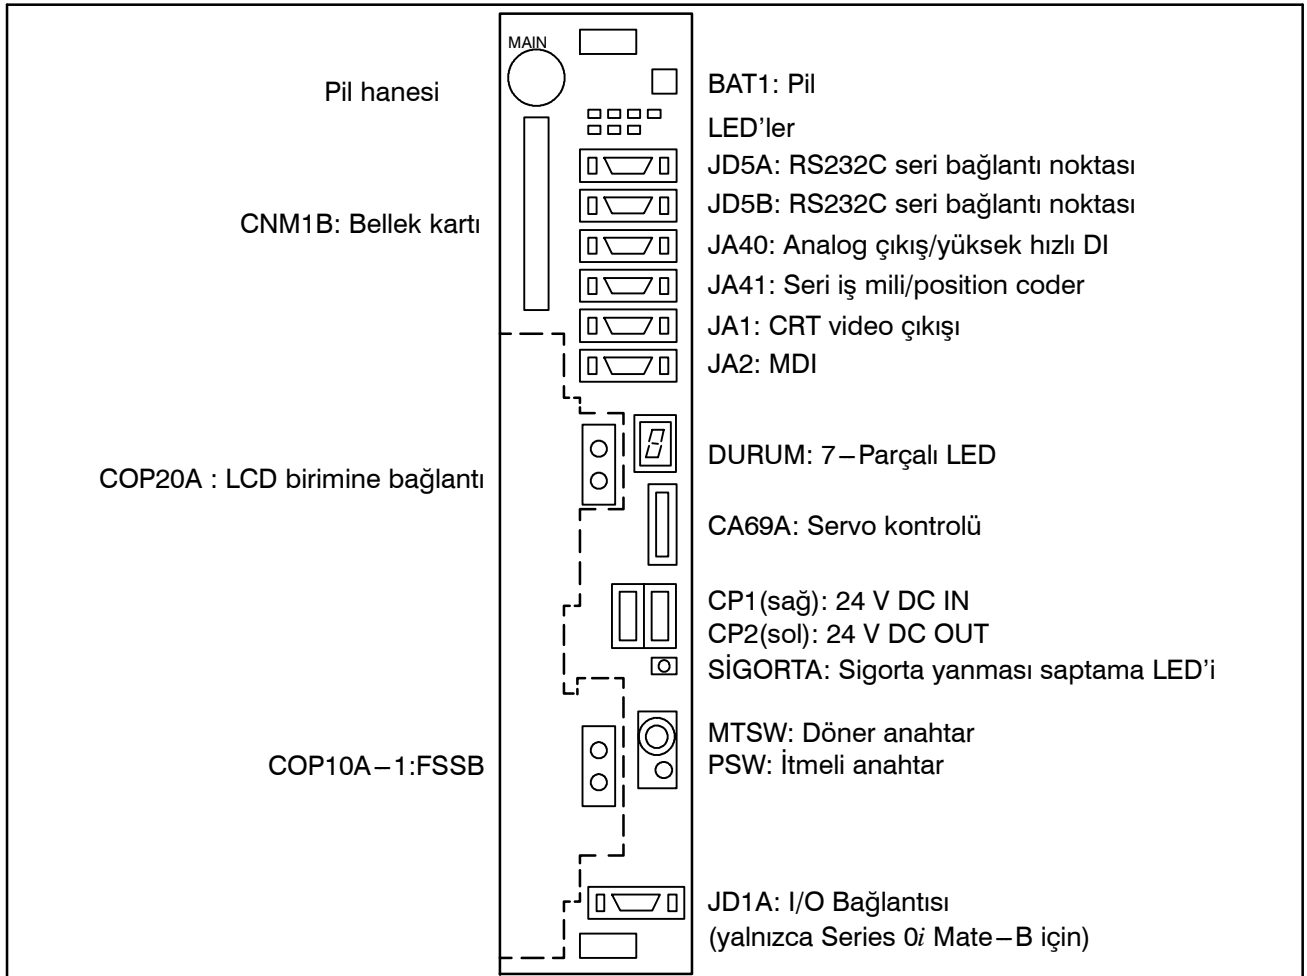 MAIN
Pil hanesi
BAT1: Pil
LED’ler
JD5A: RS232C seri bağlantı noktası
JD5B: RS232C seri bağlantı noktası
CNM1B: Bellek kartı
JA40: Analog çıkış/yüksek hızlı DI
JA41: Seri iş mili/position coder
JA1: CRT video çıkışı
JA2: MDI
DURUM: 7−Parçalı LED
COP20A : LCD birimine bağlantı
CA69A: Servo kontrolü
CP1(sağ): 24 V DC IN
CP2(sol): 24 V DC OUT
SİGORTA: Sigorta yanması saptama LED’i
MTSW: Döner anahtar
PSW: İtmeli anahtar
COP10A−1:FSSB
JD1A: I/O Bağlantısı
(yalnızca Series 0i Mate−B için)